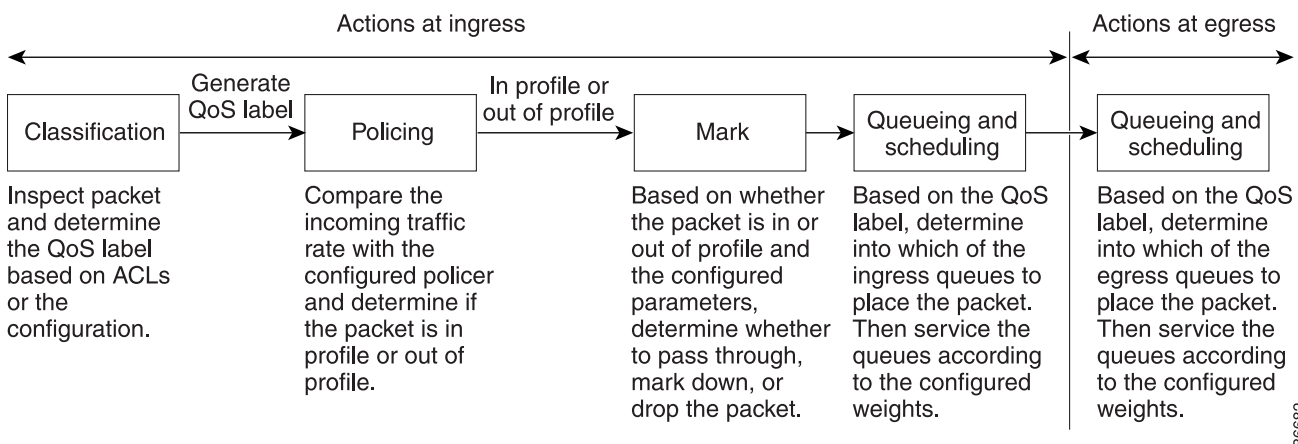 Actions at ingress
Actions at egress
Generate
QoS label
In profile or
out of profile
Classification
Policing
Mark
Queueing and
scheduling
Queueing and
scheduling
Inspect packet
and determine
the QoS label
based on ACLs
or the
configuration.
Compare the
incoming traffic
rate with the
configured policer
and determine if
the packet is in
profile or out of
profile.
Based on whether
the packet is in or
out of profile and
the configured
parameters,
determine whether
to pass through,
mark down, or
drop the packet.
Based on the QoS
label, determine
into which of the
ingress queues to
place the packet.
Then service the
queues according
to the configured
weights.
Based on the QoS
label, determine
into which of the
egress queues to
place the packet.
Then service the
queues according
to the configured
weights.